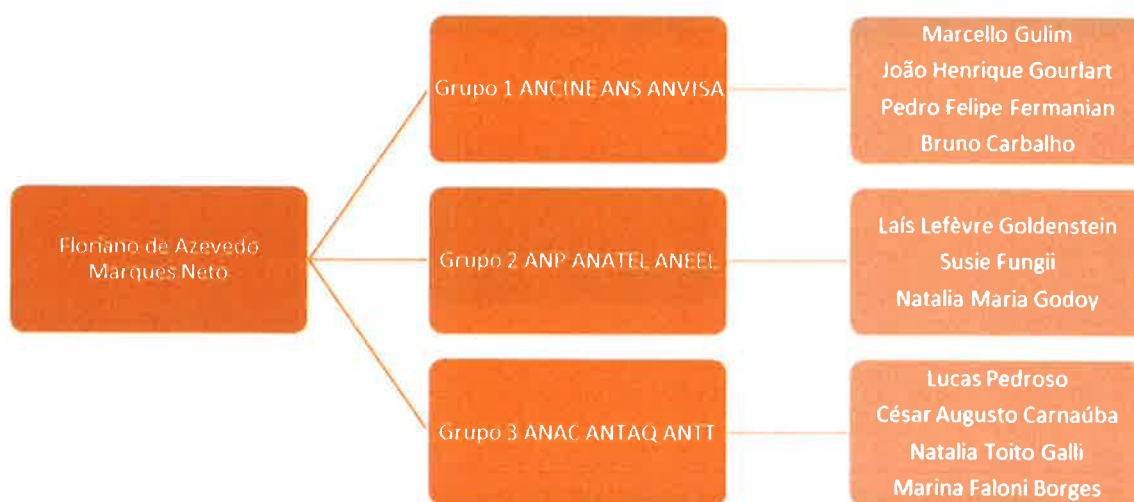 Floriano de Azevedo
Marques Neto
Grupo 1 ANCINE ANS ANVISA
Marcello Gulim
João Henrique Gourlart
Pedro Felipe Fermanian
Bruno Carbalho
Grupo 2 ANP ANATEL ANEEL
Laís Lefèvre Goldenstein
Susie Fungii
Natalia Maria Godoy
Grupo 3 ANAC ANTAQ ANTT
Lucas Pedroso
César Augusto Carnaúba
Natalia Toito Galli
Marina Faloni Borges